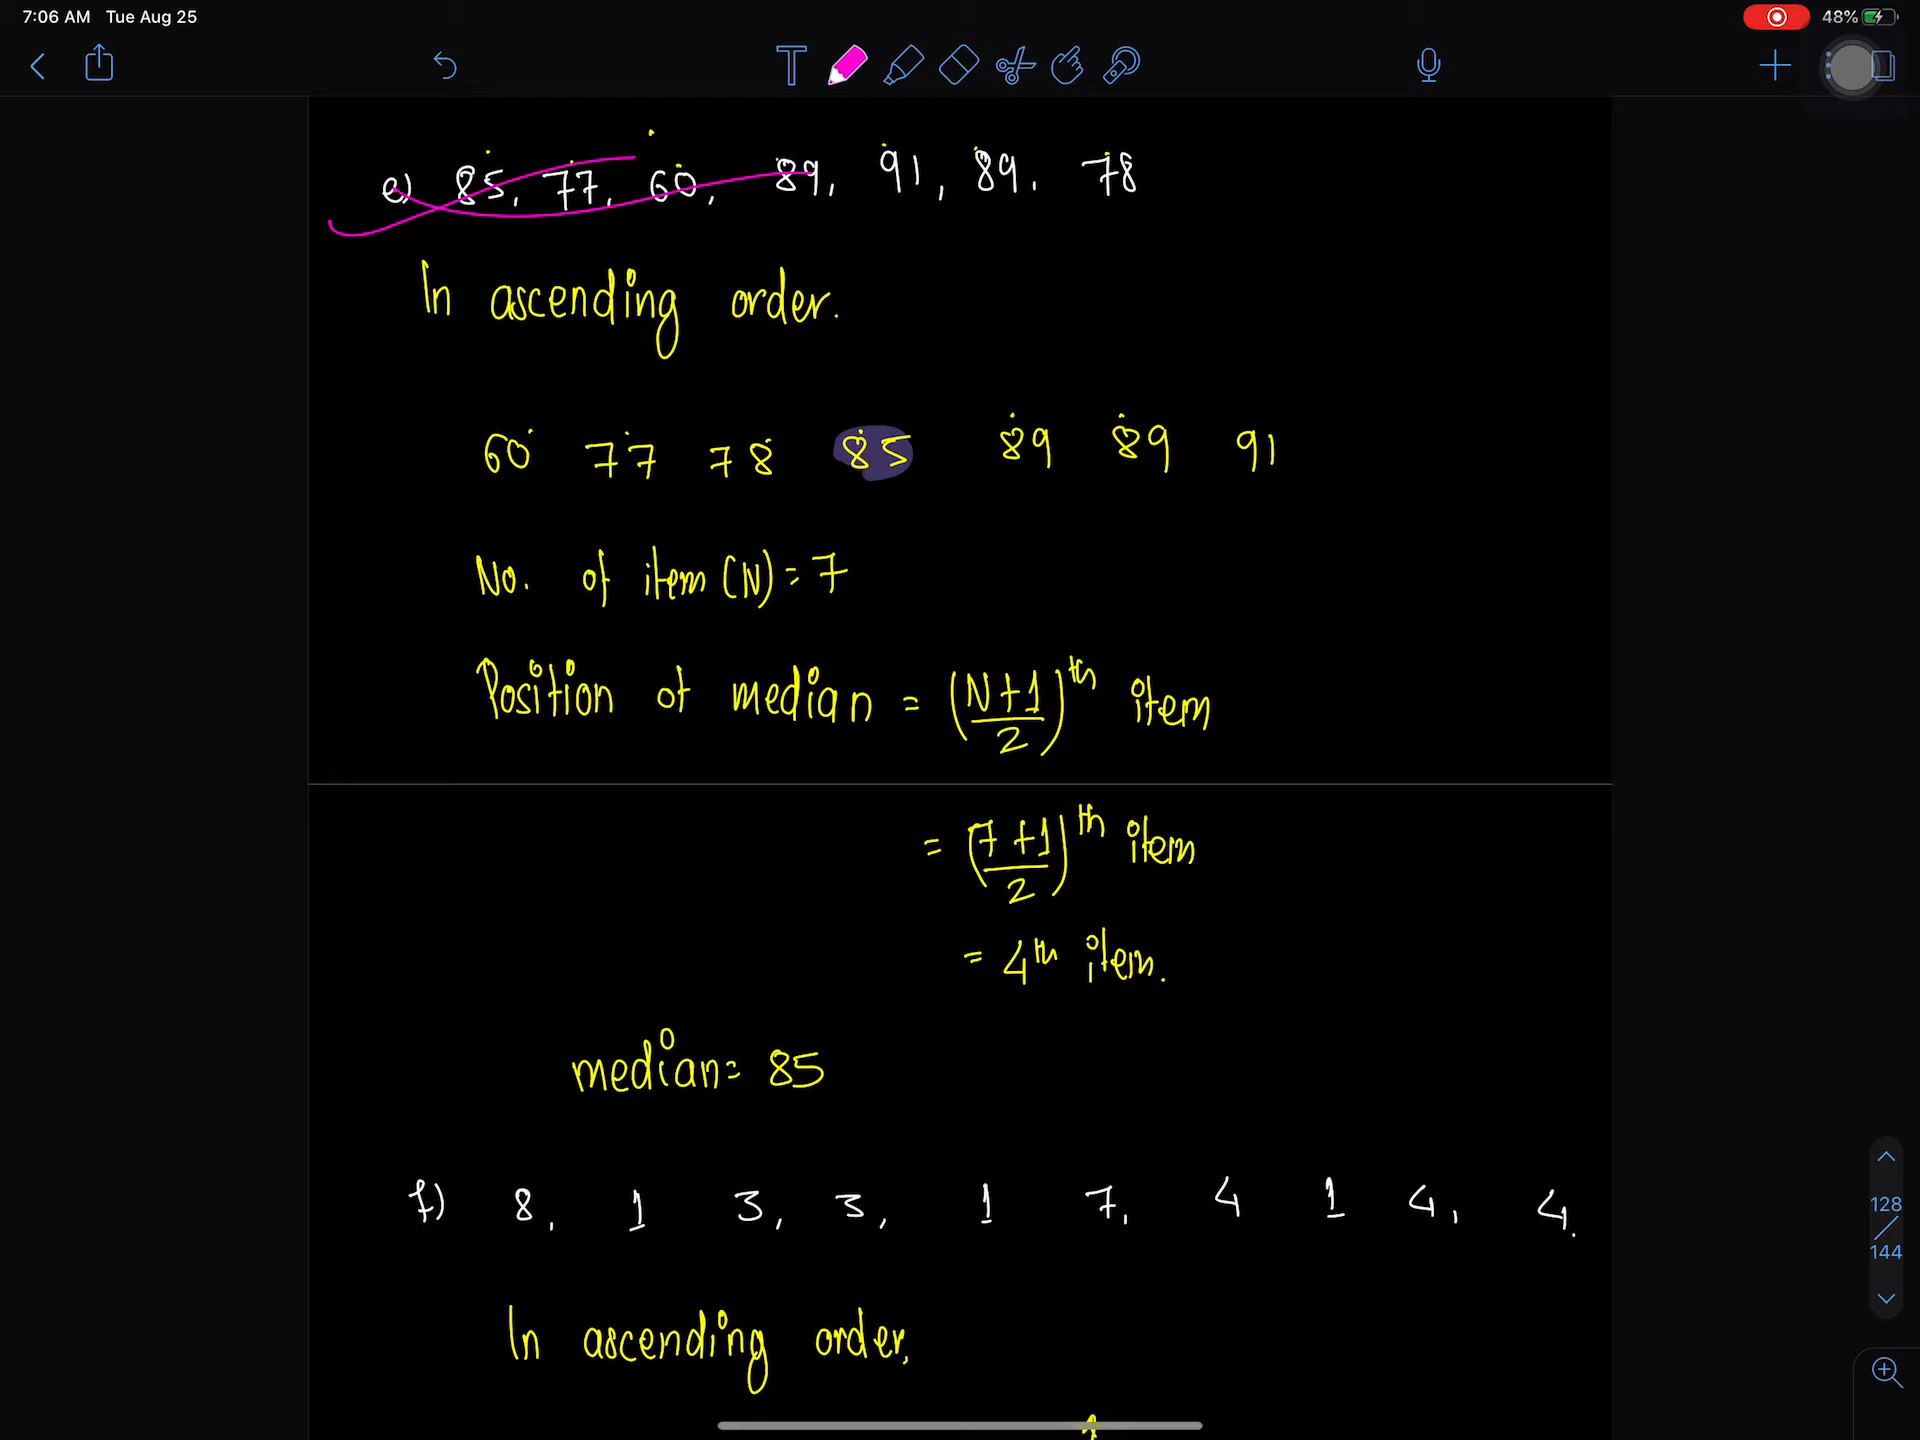 7:06 AM Tue Aug 25
48%
e) 85, 77, 60, 89, 91, 89. 78
In ascending order.
60 77 78 85 89 89 91
No. of item (N) = 7
Position of median = (N+1/2)th item
= (7+1/2)th item
= 4th item.
median = 85
f) 8, 1 3, 3, 1 7, 4 1 4, 4.
128
144
In ascending order,